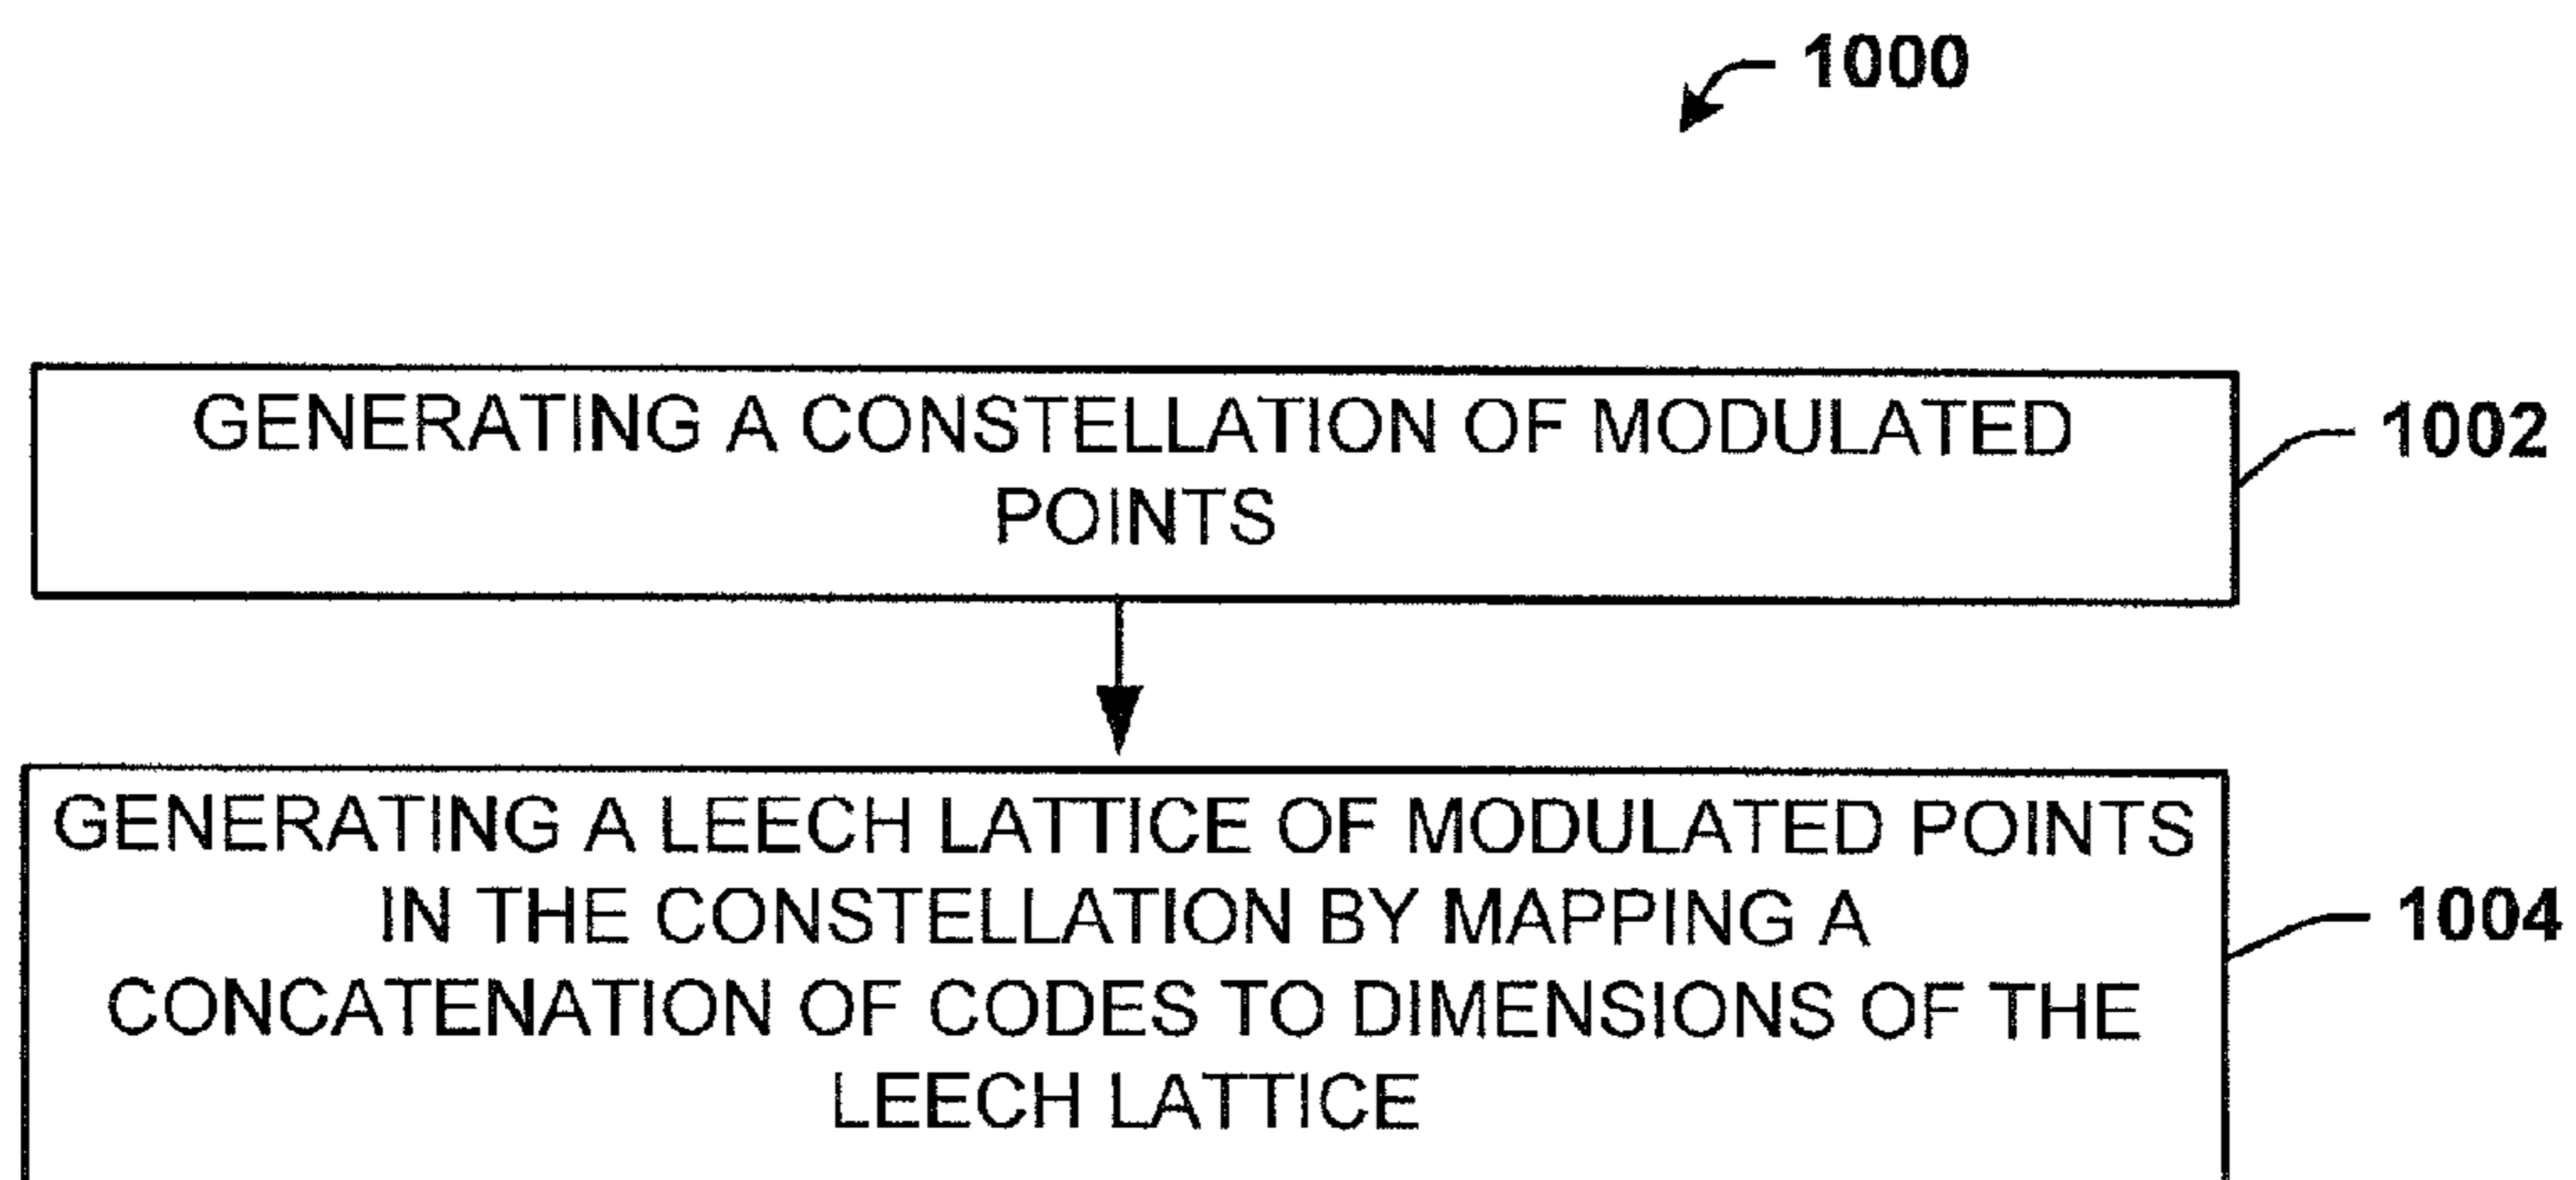 1000
GENERATING A CONSTELLATION OF MODULATED
POINTS
1002
GENERATING A LEECH LATTICE OF MODULATED POINTS
IN THE CONSTELLATION BY MAPPING A
CONCATENATION OF CODES TO DIMENSIONS OF THE
LEECH LATTICE
1004